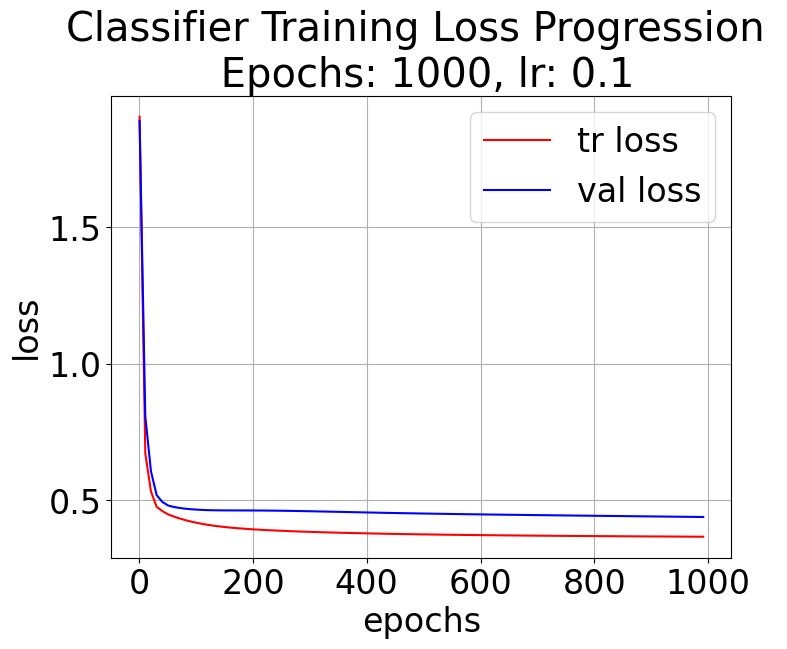 Classifier Training Loss Progression
Epochs: 1000, lr: 0.1
tr loss
val loss
1.5
1.0
0.5
loss
0 200 400 600 800 1000
epochs